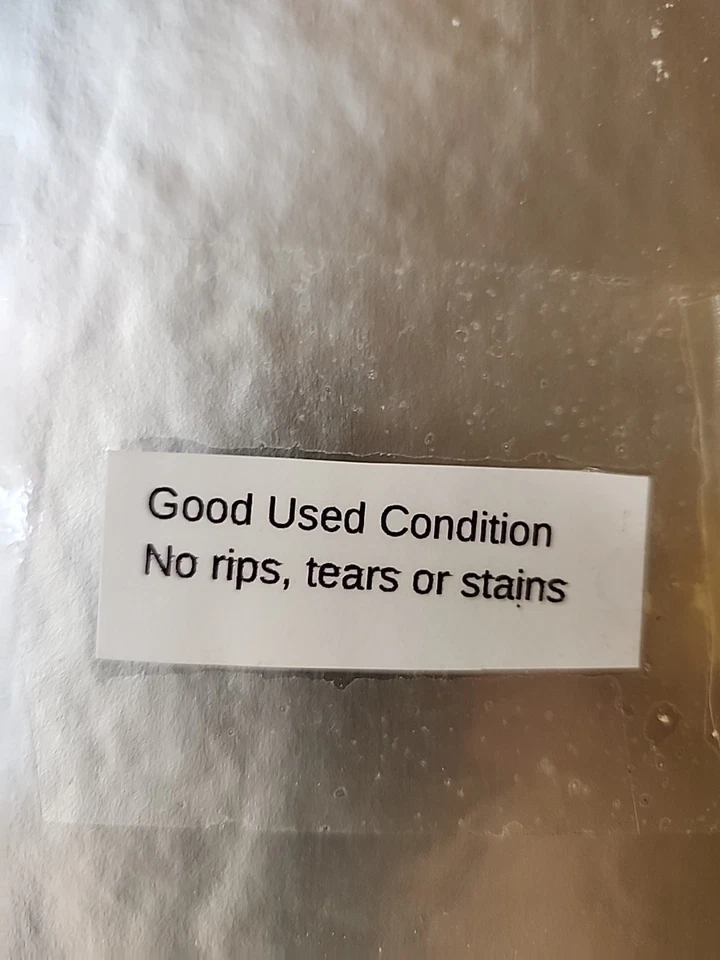 Good Used Condition
No rips, tears or stains